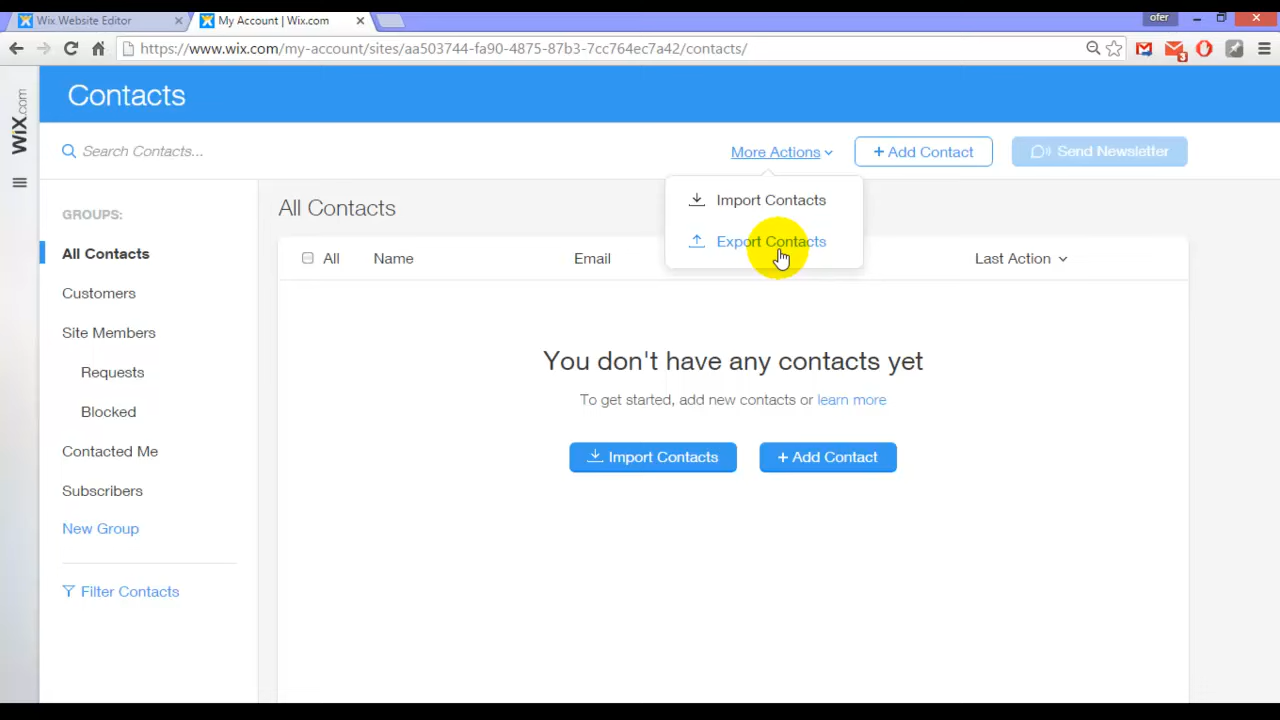 Wix Website Editor
My Account | Wix.com
ofer
https://www.wix.com/my-account/sites/aa503744-fa90-4875-87b3-7cc764ec7a42/contacts/
3
WiX.com
Contacts
Search Contacts...
More Actions
+ Add Contact
Send Newsletter
Import Contacts
Export Contacts
GROUPS:
All Contacts
Customers
Site Members
Requests
Blocked
Contacted Me
Subscribers
New Group
Filter Contacts
All Contacts
All Name Email Last Action
You don't have any contacts yet
To get started, add new contacts or learn more
Import Contacts
+ Add Contact